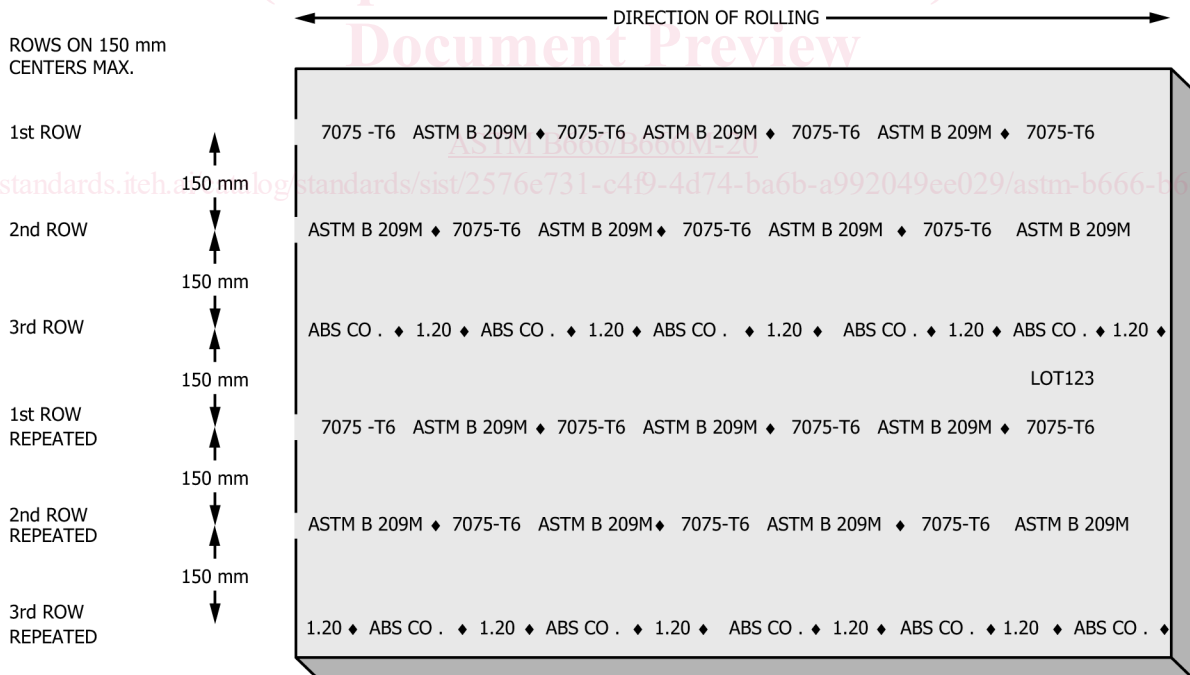 DIRECTION OF ROLLING
Document Preview
ROWS ON 150 mm
CENTERS MAX.
1st ROW
7075 -T6 ASTM B 209M ♦ 7075-T6 ASTM B 209M ♦ 7075-T6 ASTM B 209M ♦ 7075-T6
ASTM B666/B666M-20
150 mm
standards.iteh.a
log/standards/sist/2576e731-c4f9-4d74-ba6b-a992049ee029/astm-b666-b6
2nd ROW
ASTM B 209M ♦ 7075-T6 ASTM B 209M ♦ 7075-T6 ASTM B 209M ♦ 7075-T6 ASTM B 209M
150 mm
3rd ROW
ABS CO . ♦ 1.20 ♦ ABS CO . ♦ 1.20 ♦ ABS CO . ♦ 1.20 ♦ ABS CO . ♦ 1.20 ♦ ABS CO . ♦ 1.20 ♦
150 mm
LOT123
1st ROW
REPEATED
7075 -T6 ASTM B 209M ♦ 7075-T6 ASTM B 209M ♦ 7075-T6 ASTM B 209M ♦ 7075-T6
150 mm
2nd ROW
REPEATED
ASTM B 209M ♦ 7075-T6 ASTM B 209M ♦ 7075-T6 ASTM B 209M ♦ 7075-T6 ASTM B 209M
150 mm
3rd ROW
REPEATED
1.20 ♦ ABS CO . ♦ 1.20 ♦ ABS CO . ♦ 1.20 ♦ ABS CO . ♦ 1.20 ♦ ABS CO . ♦ 1.20 ♦ ABS CO . ♦